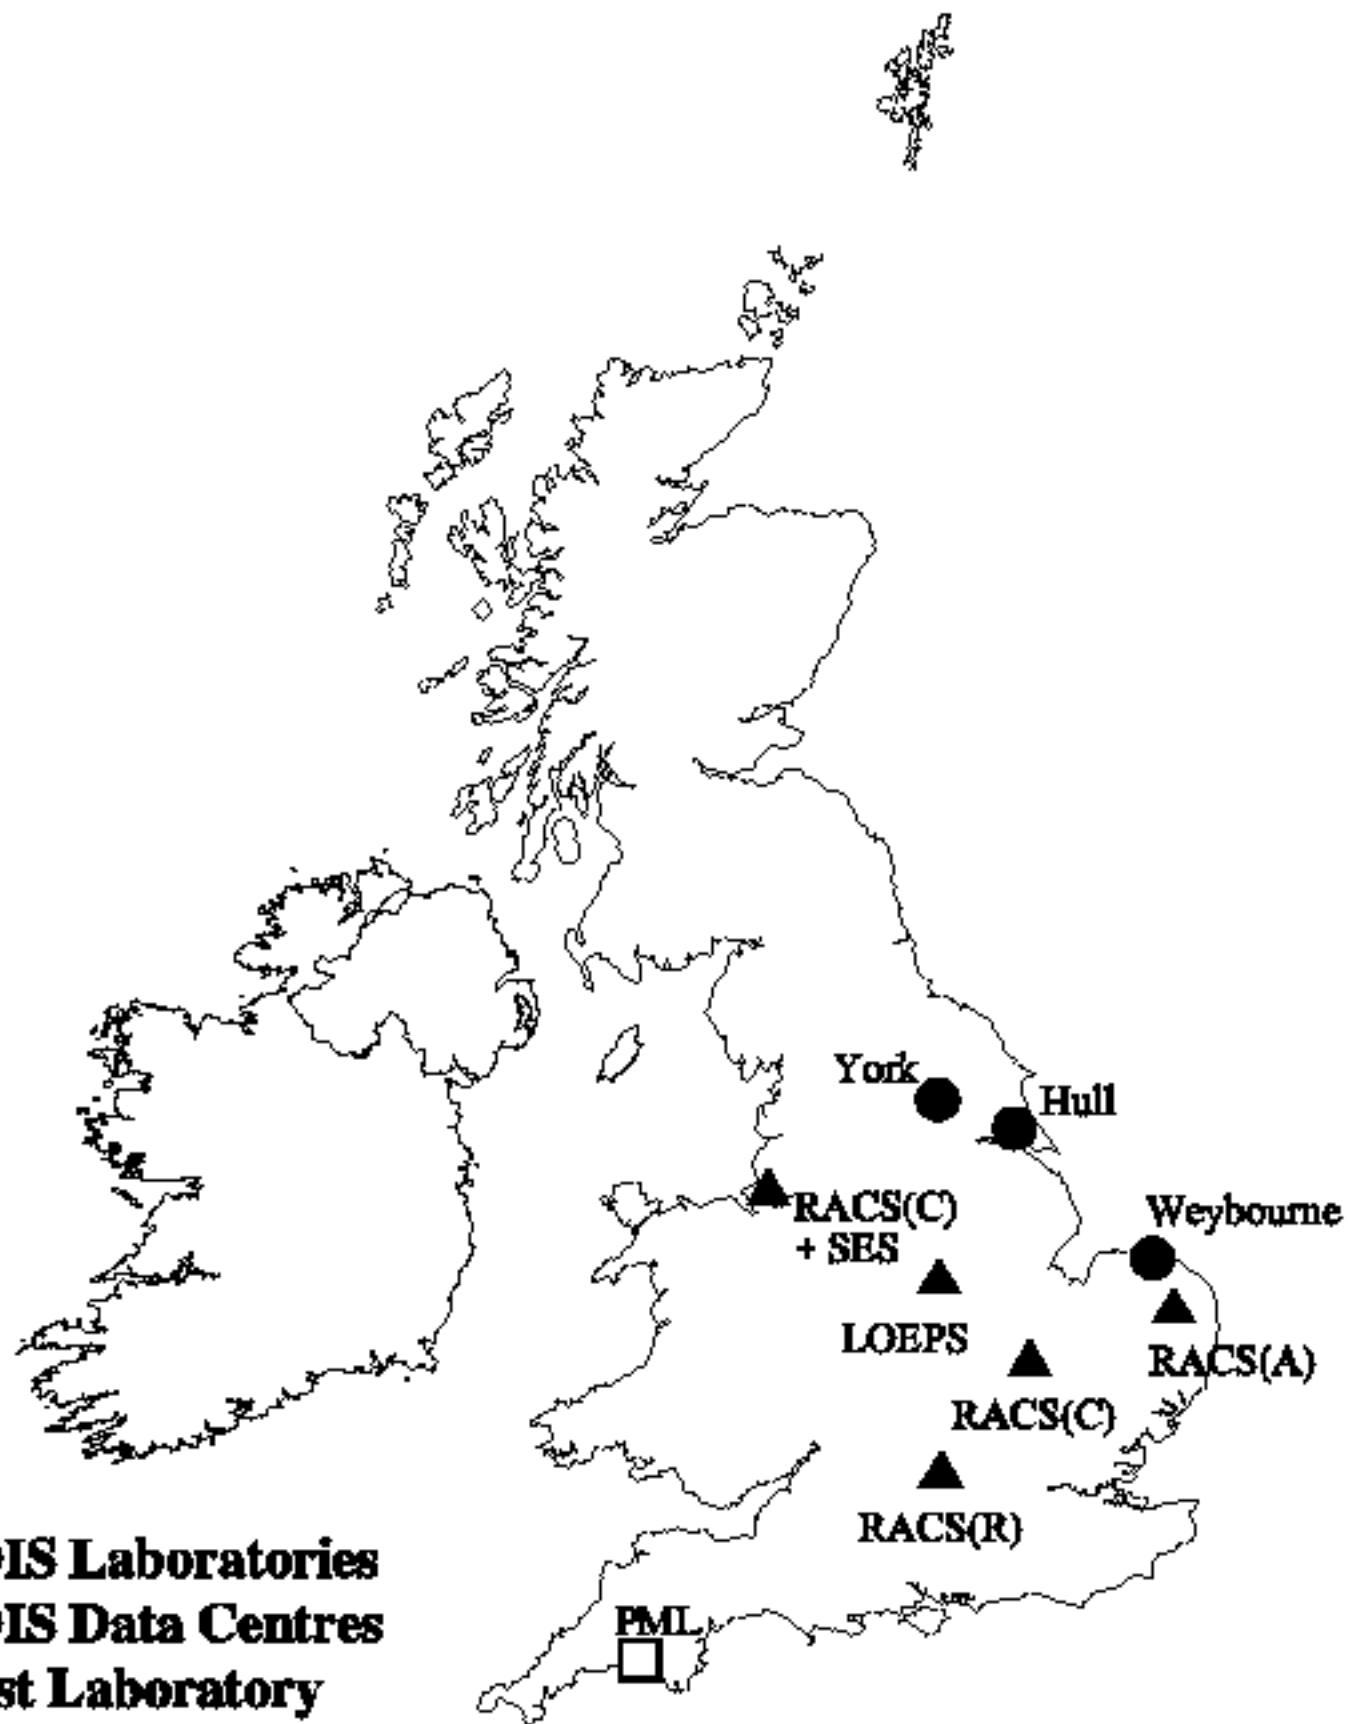 York
Hull
Weybourne
RACS(C)
+ SES
LOEPS
RACS(A)
RACS(C)
RACS(R)
PML
IS Laboratories
IS Data Centres
st Laboratory